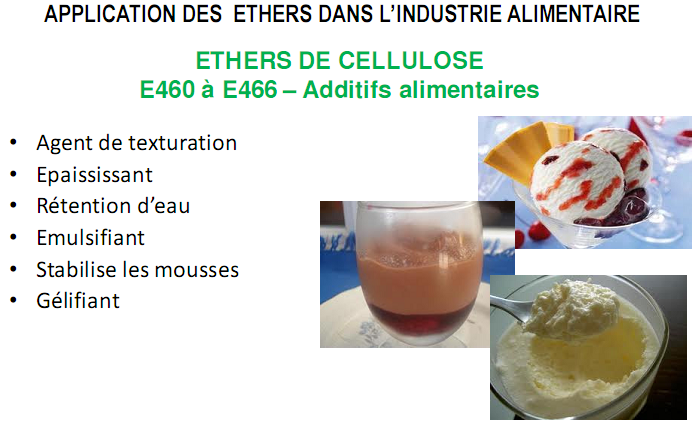 APPLICATION DES ETHERS DANS L’INDUSTRIE ALIMENTAIRE
ETHERS DE CELLULOSE
E460 à E466 – Additifs alimentaires
• Agent de texturation
• Epaississant
• Rétention d’eau
• Emulsifiant
• Stabilise les mousses
• Gélifiant